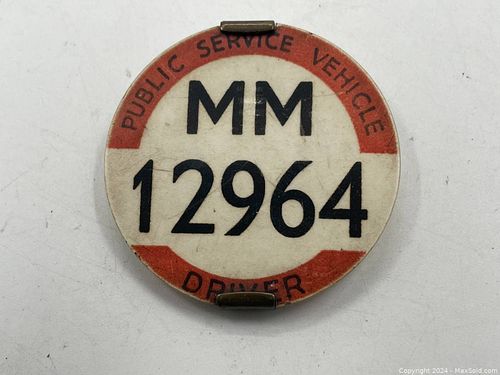 PUBLIC SERVICE VEHICLE
MM
12964
DRIVER
Copyright 2024 - MaxSold.com